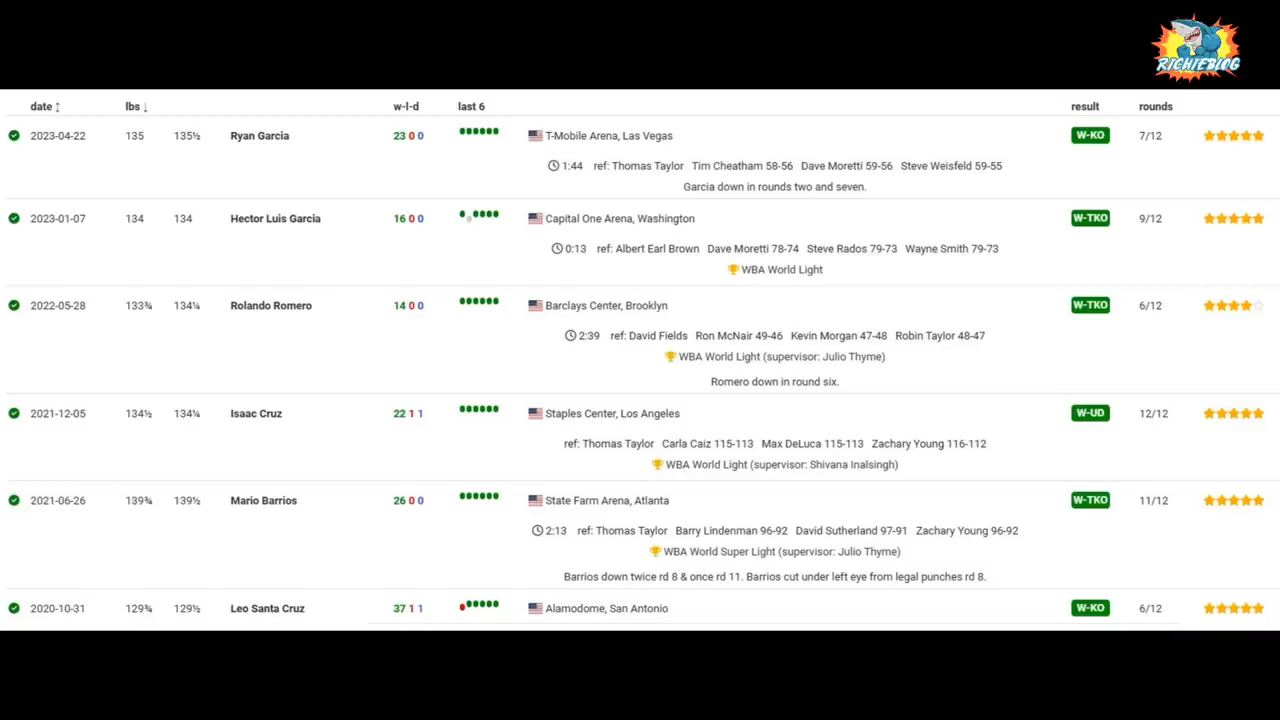 RICHIEBLOG
date lbs w-l-d last 6 result rounds
2023-04-22 135 135½ Ryan Garcia 23 0 0 T-Mobile Arena, Las Vegas W-KO 7/12
1:44 ref: Thomas Taylor Tim Cheatham 58-56 Dave Moretti 59-56 Steve Weisfeld 59-55
Garcia down in rounds two and seven.
2023-01-07 134 134 Hector Luis Garcia 16 0 0 Capital One Arena, Washington W-TKO 9/12
0:13 ref: Albert Earl Brown Dave Moretti 78-74 Steve Rados 79-73 Wayne Smith 79-73
WBA World Light
2022-05-28 133¾ 134¼ Rolando Romero 14 0 0 Barclays Center, Brooklyn W-TKO 6/12
2:39 ref: David Fields Ron McNair 49-46 Kevin Morgan 47-48 Robin Taylor 48-47
WBA World Light (supervisor: Julio Thyme)
Romero down in round six.
2021-12-05 134½ 134¼ Isaac Cruz 22 1 1 Staples Center, Los Angeles W-UD 12/12
ref: Thomas Taylor Carla Caiz 115-113 Max DeLuca 115-113 Zachary Young 116-112
WBA World Light (supervisor: Shivana Inalsingh)
2021-06-26 139¾ 139½ Mario Barrios 26 0 0 State Farm Arena, Atlanta W-TKO 11/12
2:13 ref: Thomas Taylor Barry Lindenman 96-92 David Sutherland 97-91 Zachary Young 96-92
WBA World Super Light (supervisor: Julio Thyme)
Barrios down twice rd 8 & once rd 11. Barrios cut under left eye from legal punches rd 8.
2020-10-31 129¾ 129½ Leo Santa Cruz 37 1 1 Alamodome, San Antonio W-KO 6/12